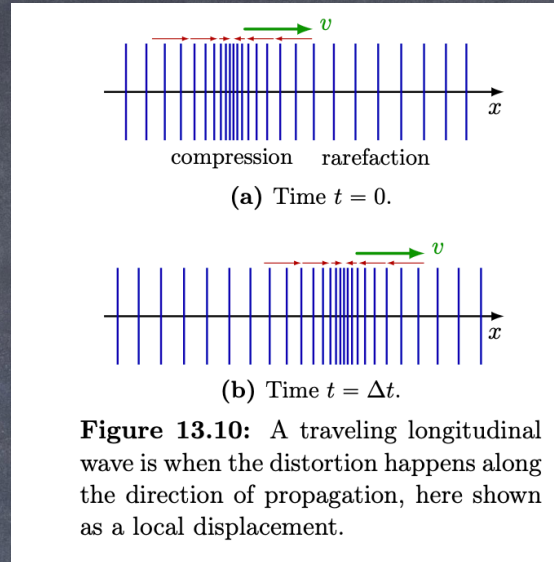 v
x
compression rarefaction
(a) Time t = 0.
v
x
(b) Time t = Δt.
Figure 13.10: A traveling longitudinal
wave is when the distortion happens along
the direction of propagation, here shown
as a local displacement.